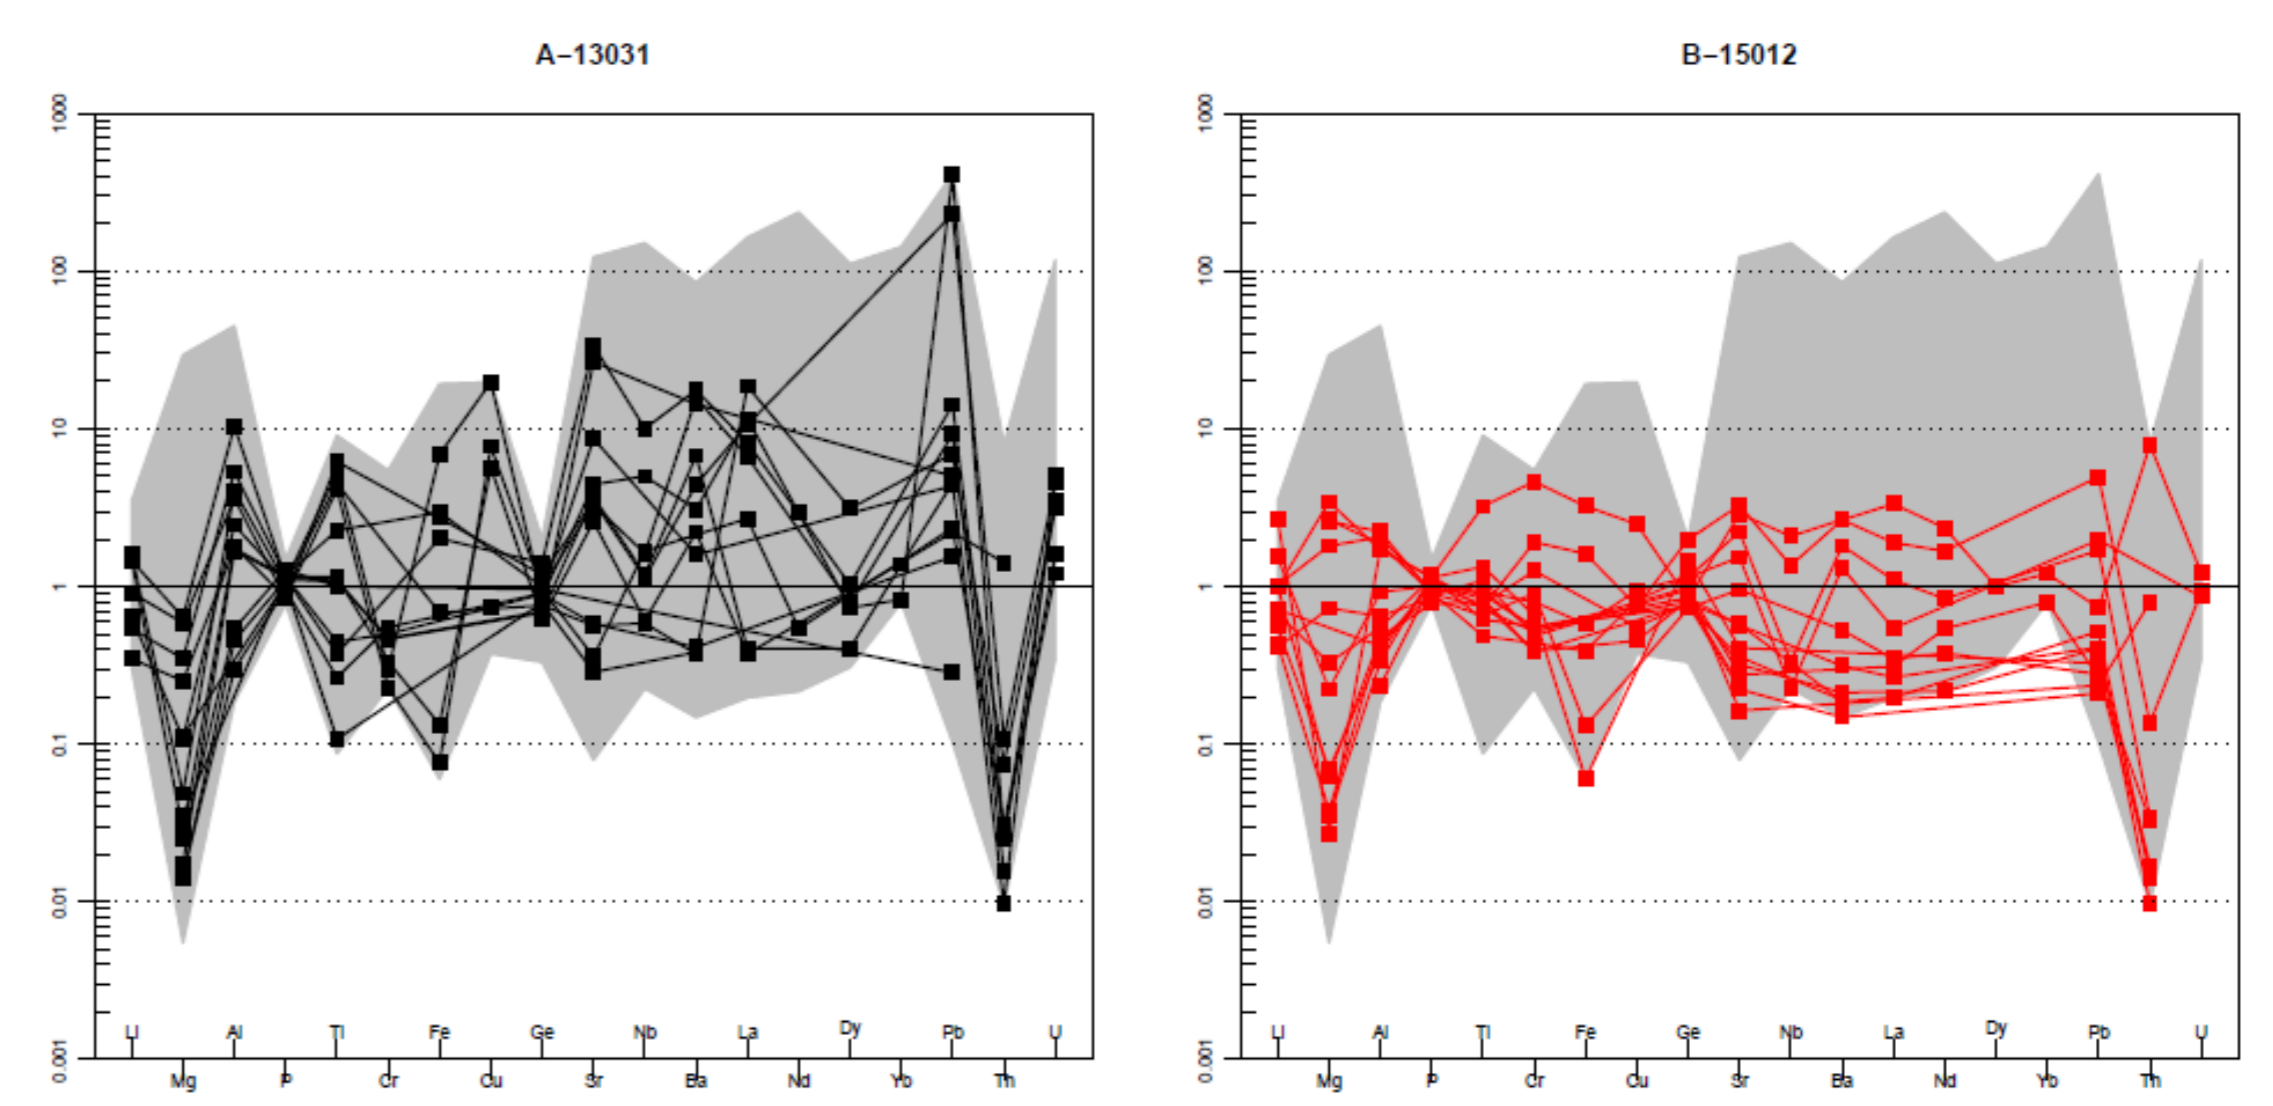 A–13031
B–15012
1000
100
10
1
0.1
0.01
0.001
Li Al Ti Fe Ge Nb La Dy Pb U
Mg P Cr Cu Sr Ba Nd Yb Th
1000
100
10
1
0.1
0.01
0.001
Li Al Ti Fe Ge Nb La Dy Pb U
Mg P Cr Cu Sr Ba Nd Yb Th